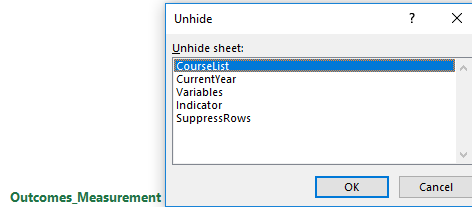 Unhide
?
Unhide sheet:
CourseList
CurrentYear
Variables
Indicator
SuppressRows
OK
Cancel
Outcomes_Measurement